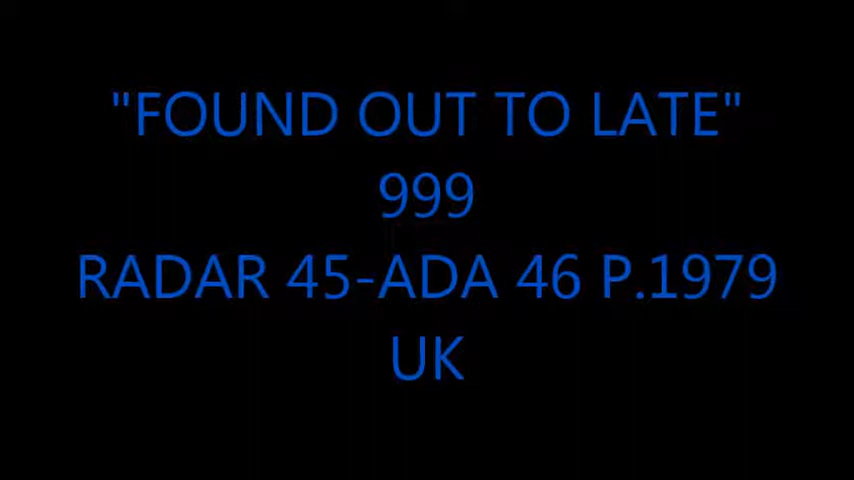 "FOUND OUT TO LATE"
999
RADAR 45-ADA 46 P.1979
UK